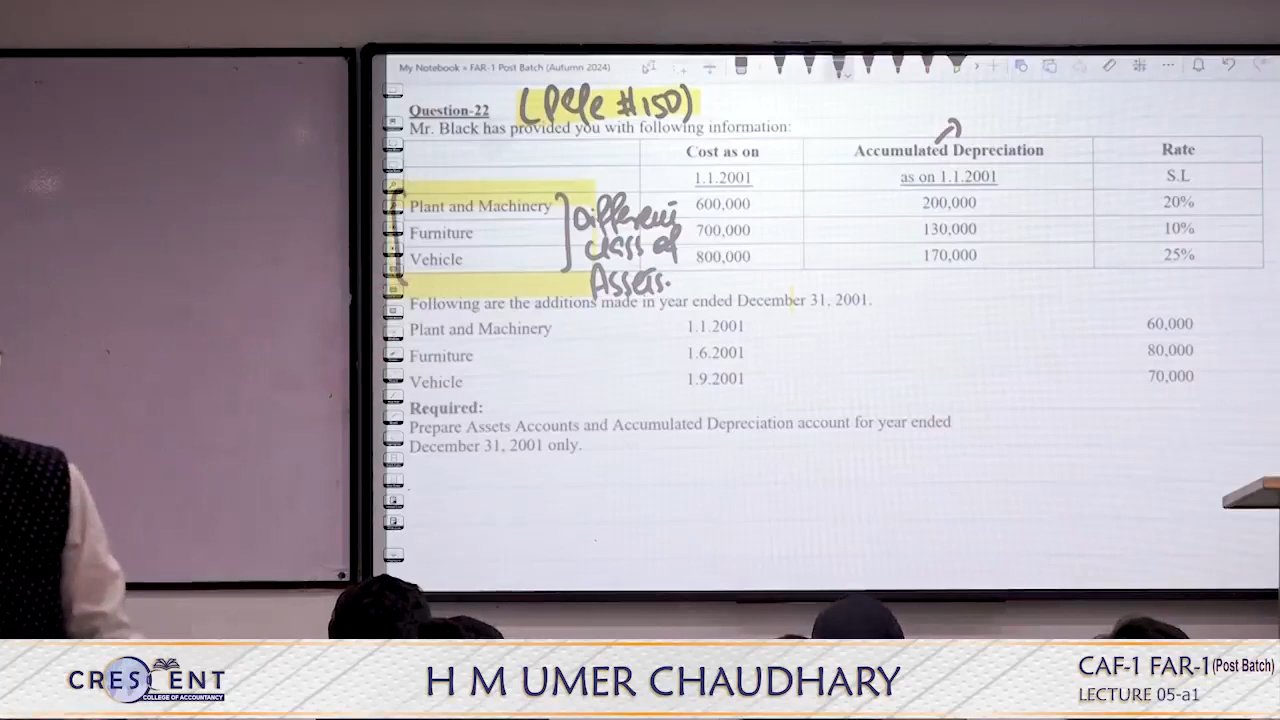 My Notebook » FAR-1 Post Batch (Autumn 2024)
Question-22 (Page #150)
Mr. Black has provided you with following information:
Cost as on Accumulated Depreciation Rate
1.1.2001 as on 1.1.2001 S.L
Plant and Machinery 600,000 200,000 20%
Furniture 700,000 130,000 10%
Vehicle 800,000 170,000 25%
Different
class of
Assets.
Following are the additions made in year ended December 31, 2001.
Plant and Machinery 1.1.2001 60,000
Furniture 1.6.2001 80,000
Vehicle 1.9.2001 70,000
Required:
Prepare Assets Accounts and Accumulated Depreciation account for year ended
December 31, 2001 only.
CRESCENT
COLLEGE OF ACCOUNTANCY
H M UMER CHAUDHARY
CAF-1 FAR-1 (Post Batch)
LECTURE 05-a1